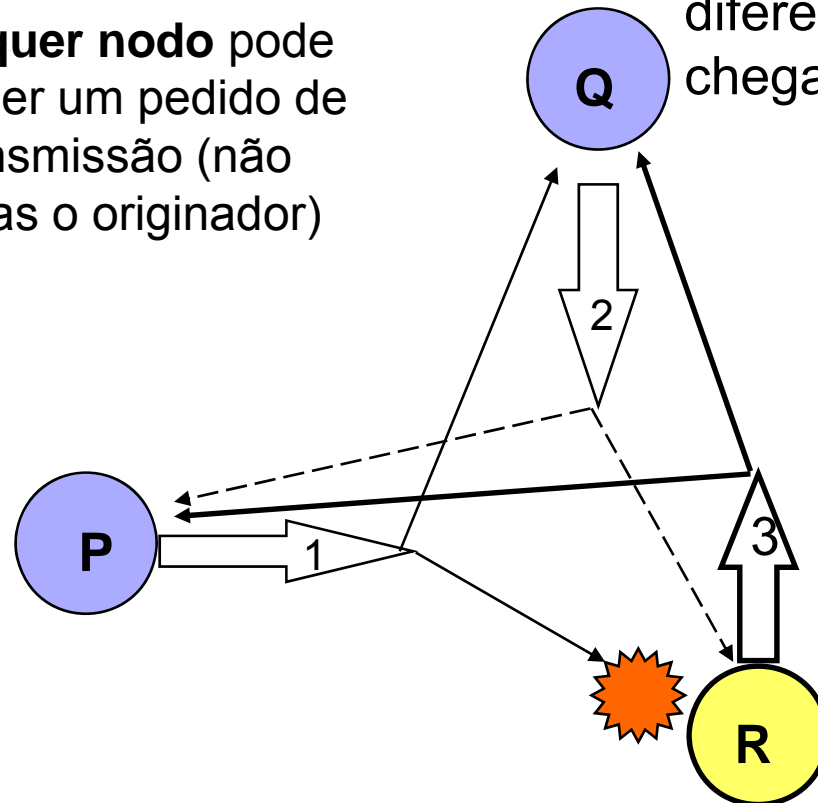 quer nodo pode
er um pedido de
nsmissão (não
as o originador)
difere
chega
Q
2
P
1
3
R